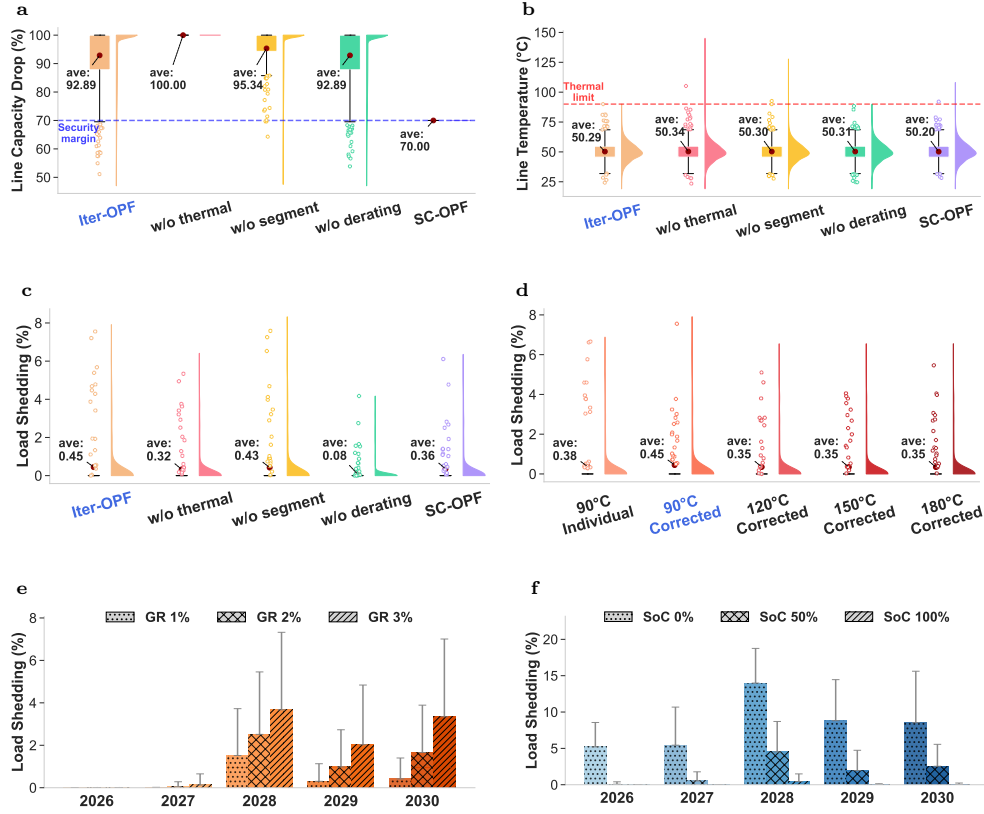 a
Line Capacity Drop (%)
100
90
80
70
60
50
ave:
92.89
ave:
100.00
ave:
95.34
ave:
92.89
ave:
70.00
Security
margin
Iter-OPF
w/o thermal
w/o segment
w/o derating
SC-OPF
b
Line Temperature (°C)
150
125
100
75
50
25
Thermal
limit
ave:
50.29
ave:
50.34
ave:
50.30
ave:
50.31
ave:
50.20
Iter-OPF
w/o thermal
w/o segment
w/o derating
SC-OPF
c
Load Shedding (%)
8
6
4
2
0
ave:
0.45
ave:
0.32
ave:
0.43
ave:
0.08
ave:
0.36
Iter-OPF
w/o thermal
w/o segment
w/o derating
SC-OPF
d
Load Shedding (%)
8
6
4
2
0
ave:
0.38
ave:
0.45
ave:
0.35
ave:
0.35
ave:
0.35
90°C
Individual
90°C
Corrected
120°C
Corrected
150°C
Corrected
180°C
Corrected
e
Load Shedding (%)
8
6
4
2
0
GR 1%
GR 2%
GR 3%
2026
2027
2028
2029
2030
f
Load Shedding (%)
20
15
10
5
0
SoC 0%
SoC 50%
SoC 100%
2026
2027
2028
2029
2030